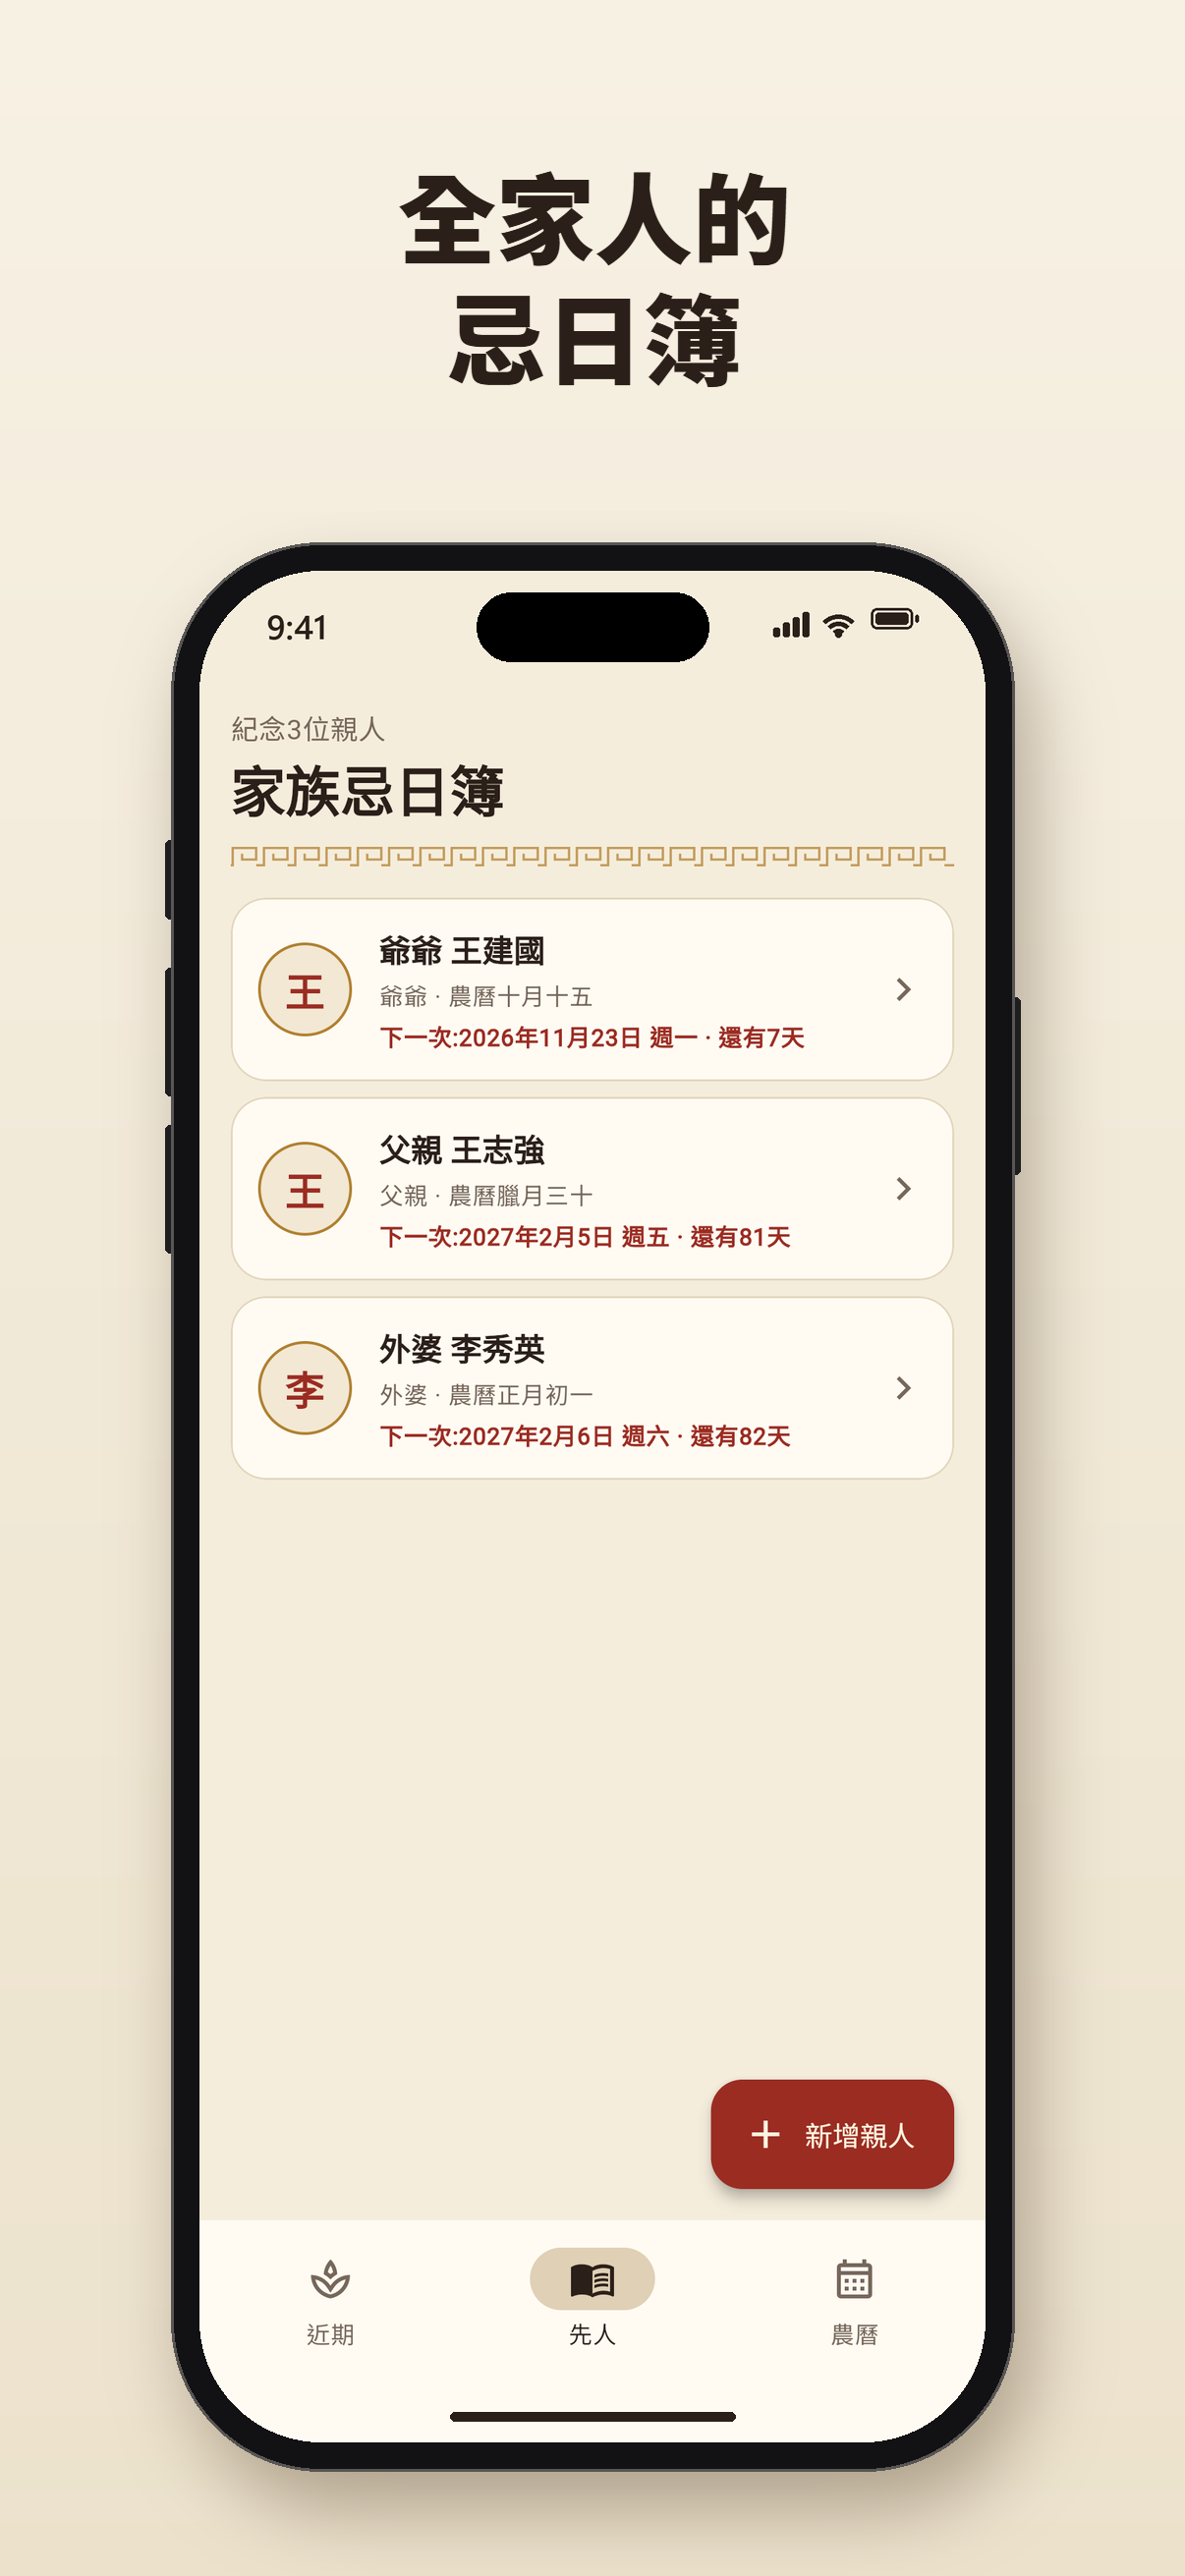 全家人的
忌日簿
9:41
紀念3位親人
家族忌日簿
王
爺爺 王建國
爺爺 · 農曆十月十五
下一次:2026年11月23日 週一 · 還有7天
王
父親 王志強
父親 · 農曆臘月三十
下一次:2027年2月5日 週五 · 還有81天
李
外婆 李秀英
外婆 · 農曆正月初一
下一次:2027年2月6日 週六 · 還有82天
新增親人
近期
先人
農曆